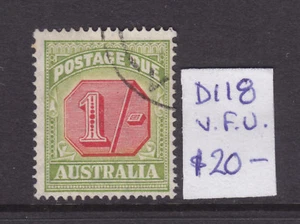 POSTAGE DUE
1/-
AUSTRALIA
D118
V.F.U.
$20-